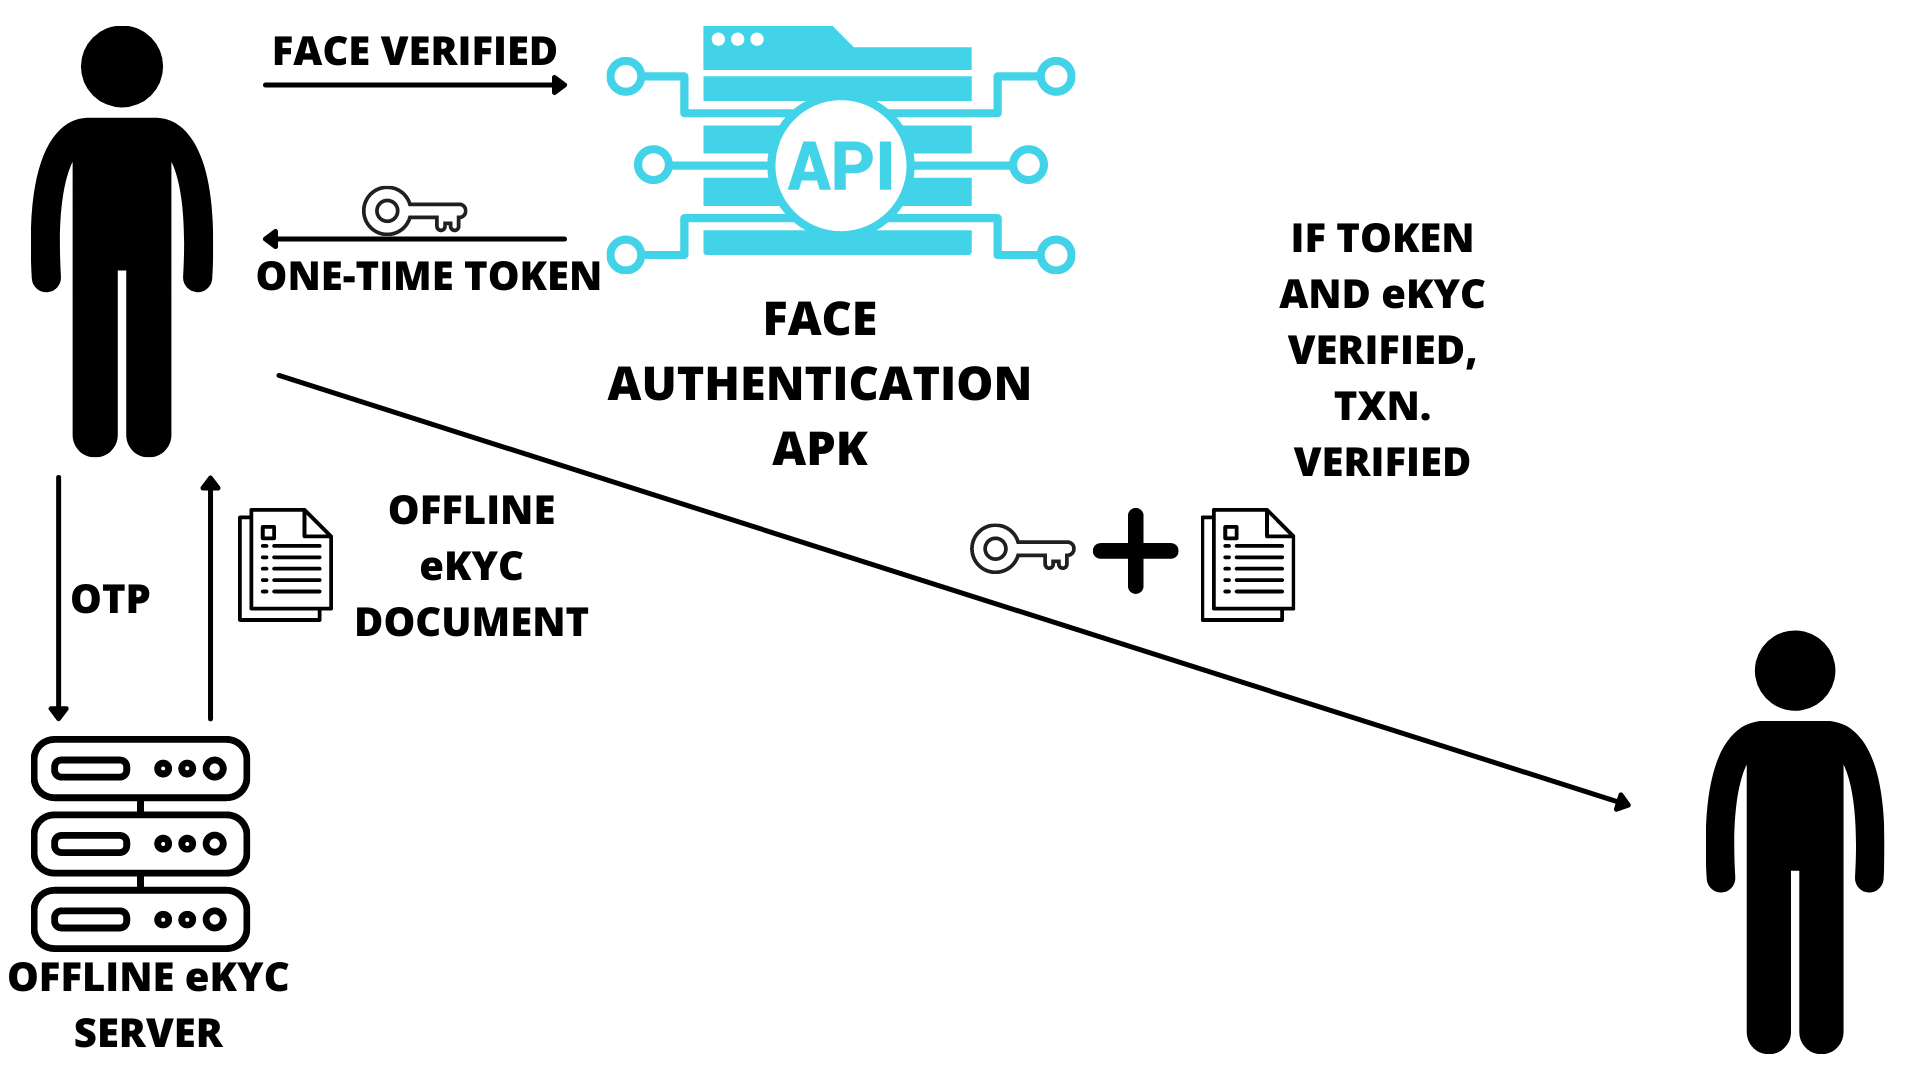 FACE VERIFIED
API
ONE-TIME TOKEN
FACE
AUTHENTICATION
APK
IF TOKEN
AND eKYC
VERIFIED,
TXN.
VERIFIED
OFFLINE
eKYC
DOCUMENT
OTP
OFFLINE eKYC
SERVER